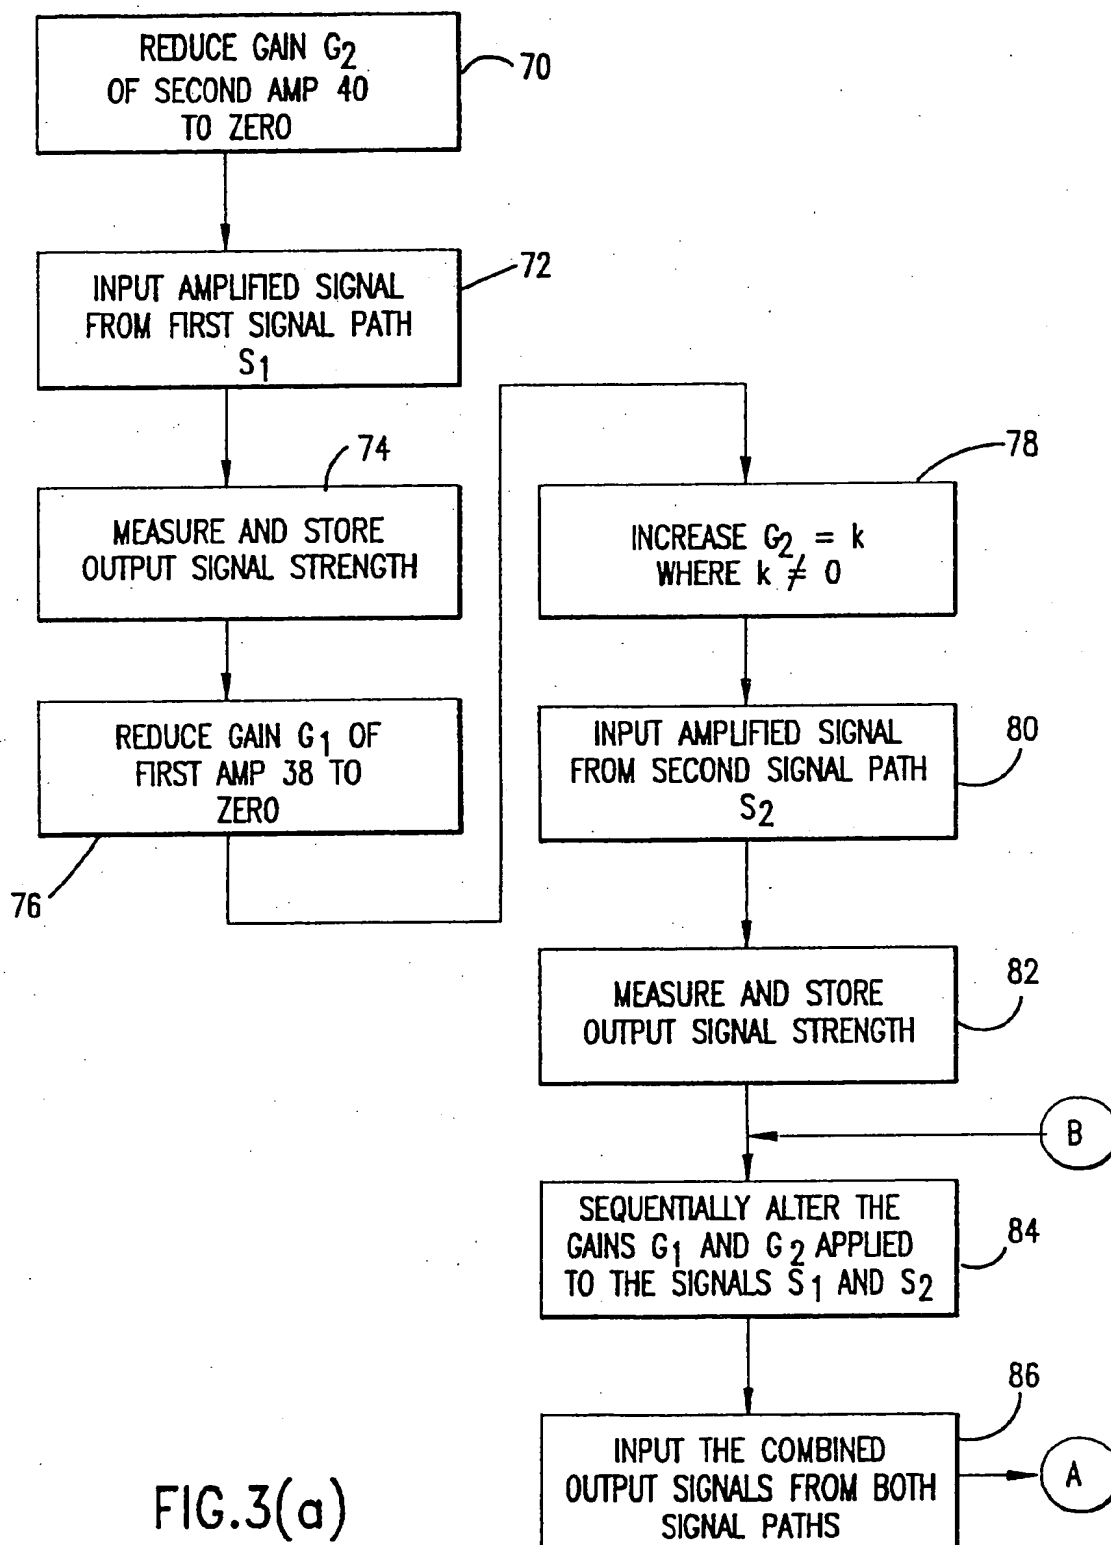 REDUCE GAIN G2
OF SECOND AMP 40
TO ZERO
70
INPUT AMPLIFIED SIGNAL
FROM FIRST SIGNAL PATH
S1
72
74
MEASURE AND STORE
OUTPUT SIGNAL STRENGTH
REDUCE GAIN G1 OF
FIRST AMP 38 TO
ZERO
76
78
INCREASE G2 = k
WHERE k ≠ 0
INPUT AMPLIFIED SIGNAL
FROM SECOND SIGNAL PATH
S2
80
MEASURE AND STORE
OUTPUT SIGNAL STRENGTH
82
B
SEQUENTIALLY ALTER THE
GAINS G1 AND G2 APPLIED
TO THE SIGNALS S1 AND S2
84
86
INPUT THE COMBINED
OUTPUT SIGNALS FROM BOTH
SIGNAL PATHS
A
FIG.3(a)